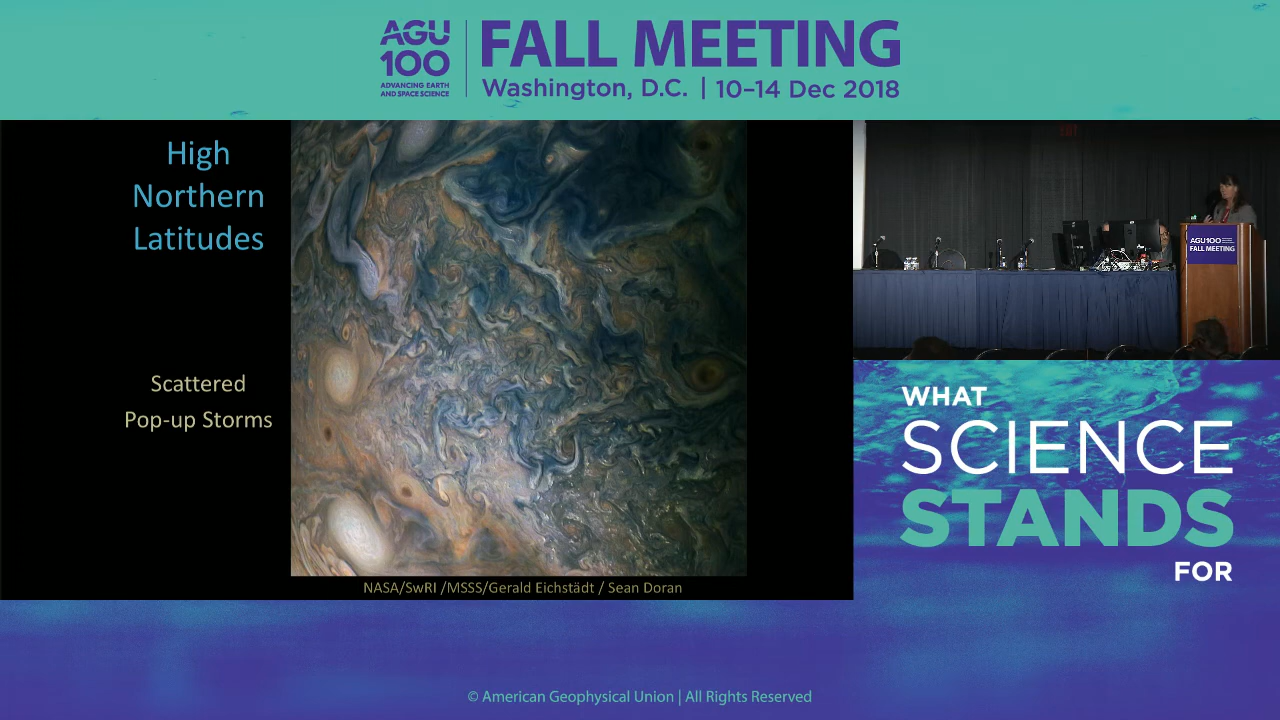 AGU
100
ADVANCING EARTH
AND SPACE SCIENCE
FALL MEETING
Washington, D.C. | 10–14 Dec 2018
High
Northern
Latitudes
Scattered
Pop-up Storms
NASA/SwRI /MSSS/Gerald Eichstädt / Sean Doran
EXIT
AGU100
FALL MEETING
WHAT
SCIENCE
STANDS
FOR
© American Geophysical Union | All Rights Reserved